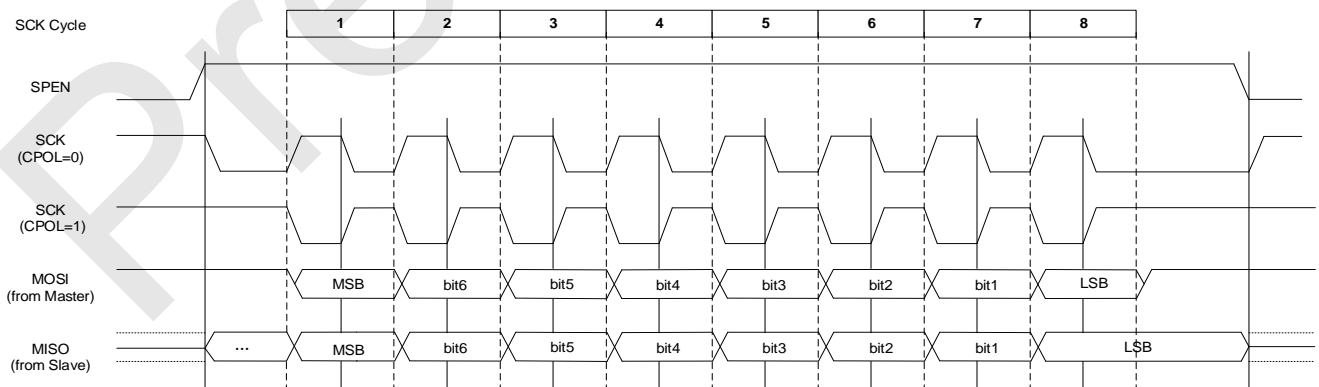 SCK Cycle 1 2 3 4 5 6 7 8
SPEN
SCK
(CPOL=0)
SCK
(CPOL=1)
MOSI
(from Master)
MSB bit6 bit5 bit4 bit3 bit2 bit1 LSB
MISO
(from Slave)
... MSB bit6 bit5 bit4 bit3 bit2 bit1 LSB
Pre